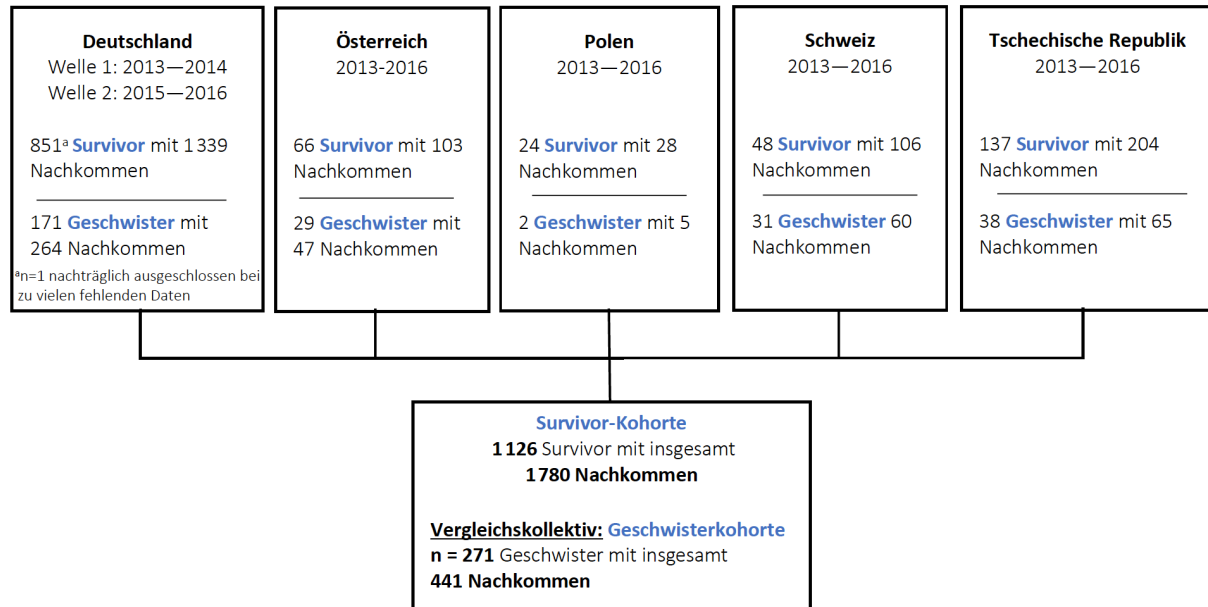 Deutschland
Welle 1: 2013—2014
Welle 2: 2015—2016
851ᵃ Survivor mit 1339
Nachkommen
171 Geschwister mit
264 Nachkommen
ᵃn=1 nachträglich ausgeschlossen bei
zu vielen fehlenden Daten
Österreich
2013-2016
66 Survivor mit 103
Nachkommen
29 Geschwister mit
47 Nachkommen
Polen
2013—2016
24 Survivor mit 28
Nachkommen
2 Geschwister mit 5
Nachkommen
Schweiz
2013—2016
48 Survivor mit 106
Nachkommen
31 Geschwister 60
Nachkommen
Tschechische Republik
2013—2016
137 Survivor mit 204
Nachkommen
38 Geschwister mit 65
Nachkommen
Survivor-Kohorte
1126 Survivor mit insgesamt
1780 Nachkommen
Vergleichskollektiv: Geschwisterkohorte
n = 271 Geschwister mit insgesamt
441 Nachkommen